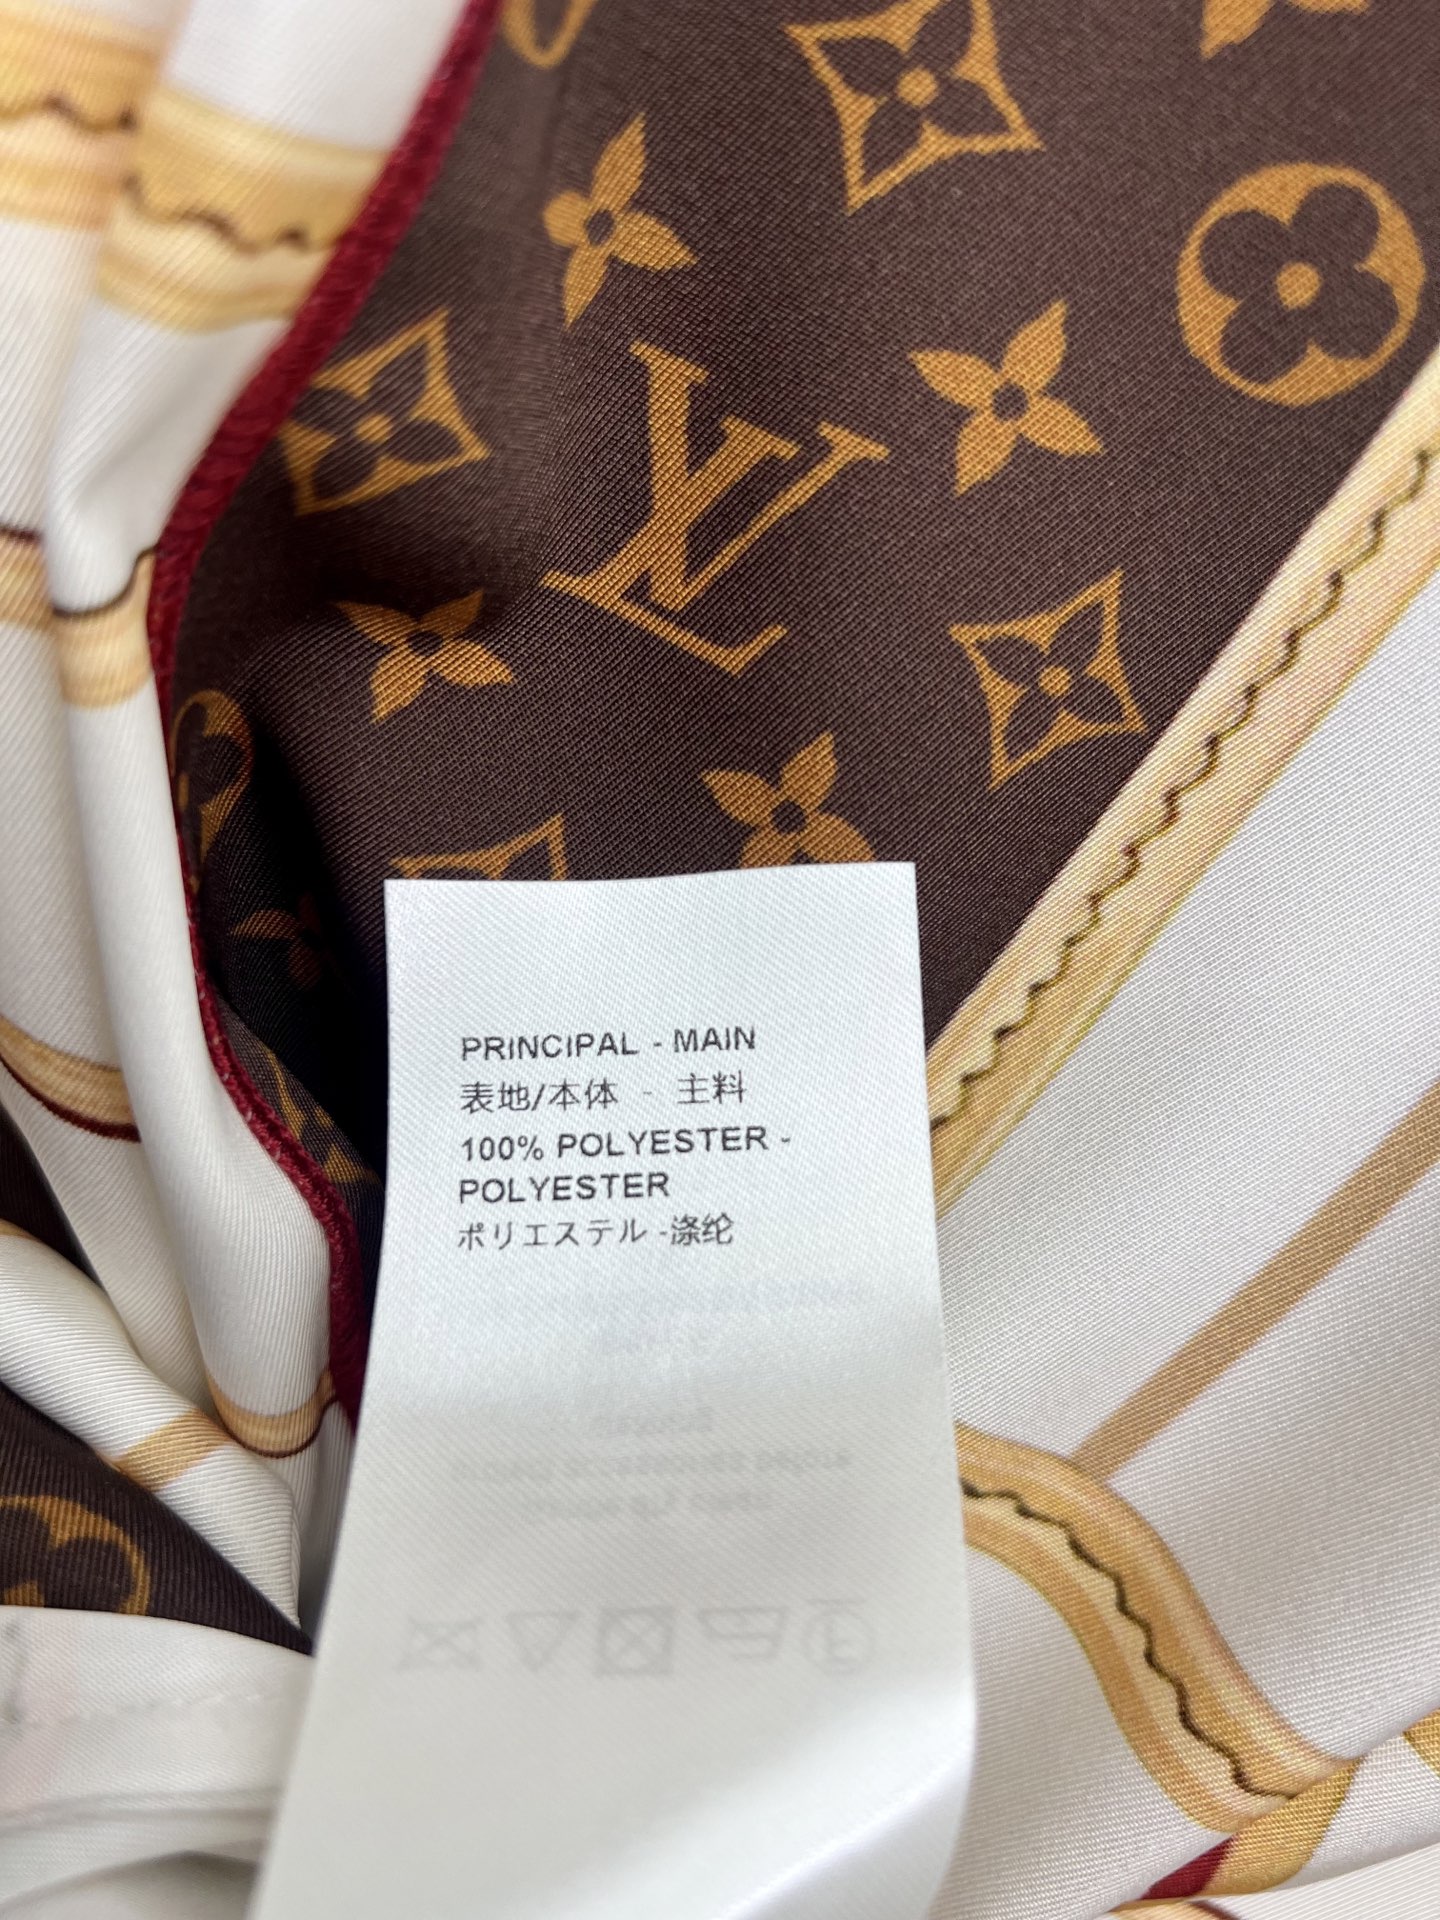 LV
PRINCIPAL - MAIN
表地/本体 - 主料
100% POLYESTER -
POLYESTER
ポリエステル -涤纶